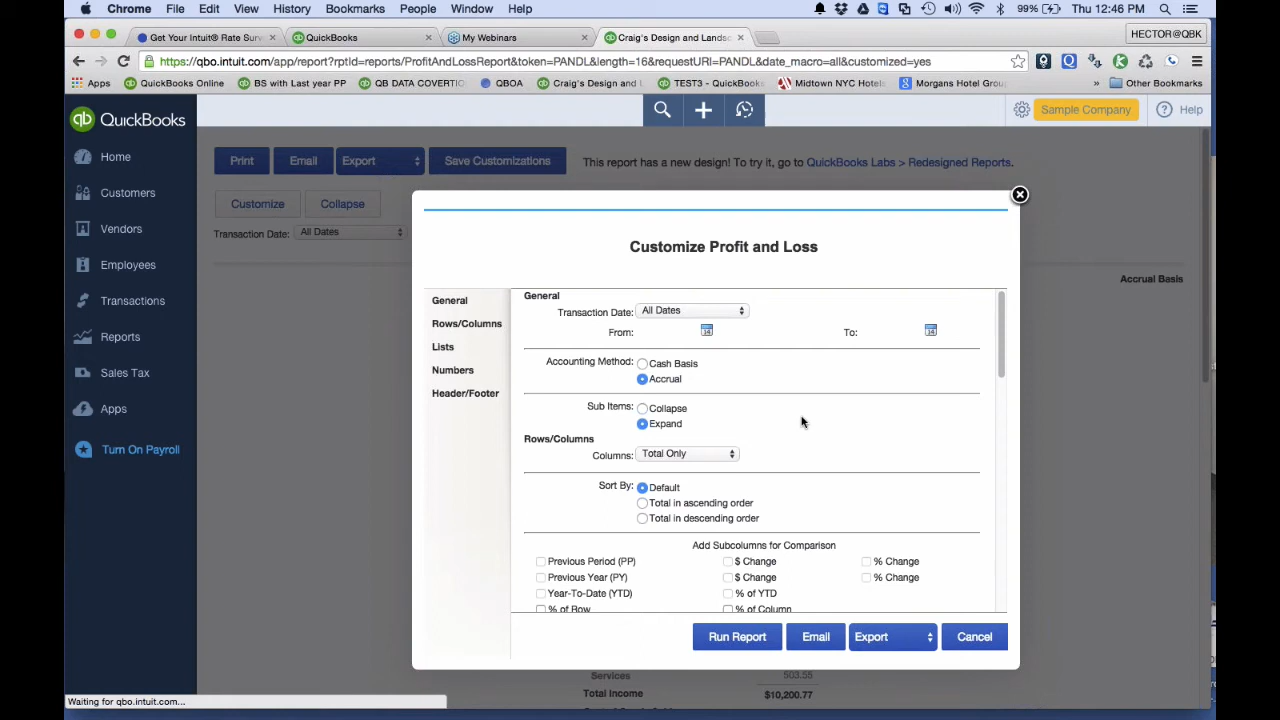 Chrome File Edit View History Bookmarks People Window Help 99% Thu 12:46 PM
Get Your Intuit® Rate Surv QuickBooks My Webinars Craig's Design and Landsc HECTOR@QBK
https://qbo.intuit.com/app/report?rptId=reports/ProfitAndLossReport&token=PANDL&length=16&requestURI=PANDL&date_macro=all&customized=yes
Apps QuickBooks Online BS with Last year PP QB DATA COVERTIO QBOA Craig's Design and L TEST3 - QuickBooks Midtown NYC Hotels Morgans Hotel Group » Other Bookmarks
qb QuickBooks Sample Company Help
Home
Customers
Vendors
Employees
Transactions
Reports
Sales Tax
Apps
Turn On Payroll
Print Email Export Save Customizations This report has a new design! To try it, go to QuickBooks Labs > Redesigned Reports.
Customize Collapse
Transaction Date: All Dates
Accrual Basis
Customize Profit and Loss
General
Rows/Columns
Lists
Numbers
Header/Footer
General
Transaction Date: All Dates
From: 14 To: 14
Accounting Method: Cash Basis
Accrual
Sub Items: Collapse
Expand
Rows/Columns
Columns: Total Only
Sort By: Default
Total in ascending order
Total in descending order
Add Subcolumns for Comparison
Previous Period (PP) $ Change % Change
Previous Year (PY) $ Change % Change
Year-To-Date (YTD) % of YTD
% of Row % of Column
Run Report Email Export Cancel
Services 503.55
Total Income $10,200.77
Waiting for qbo.intuit.com...